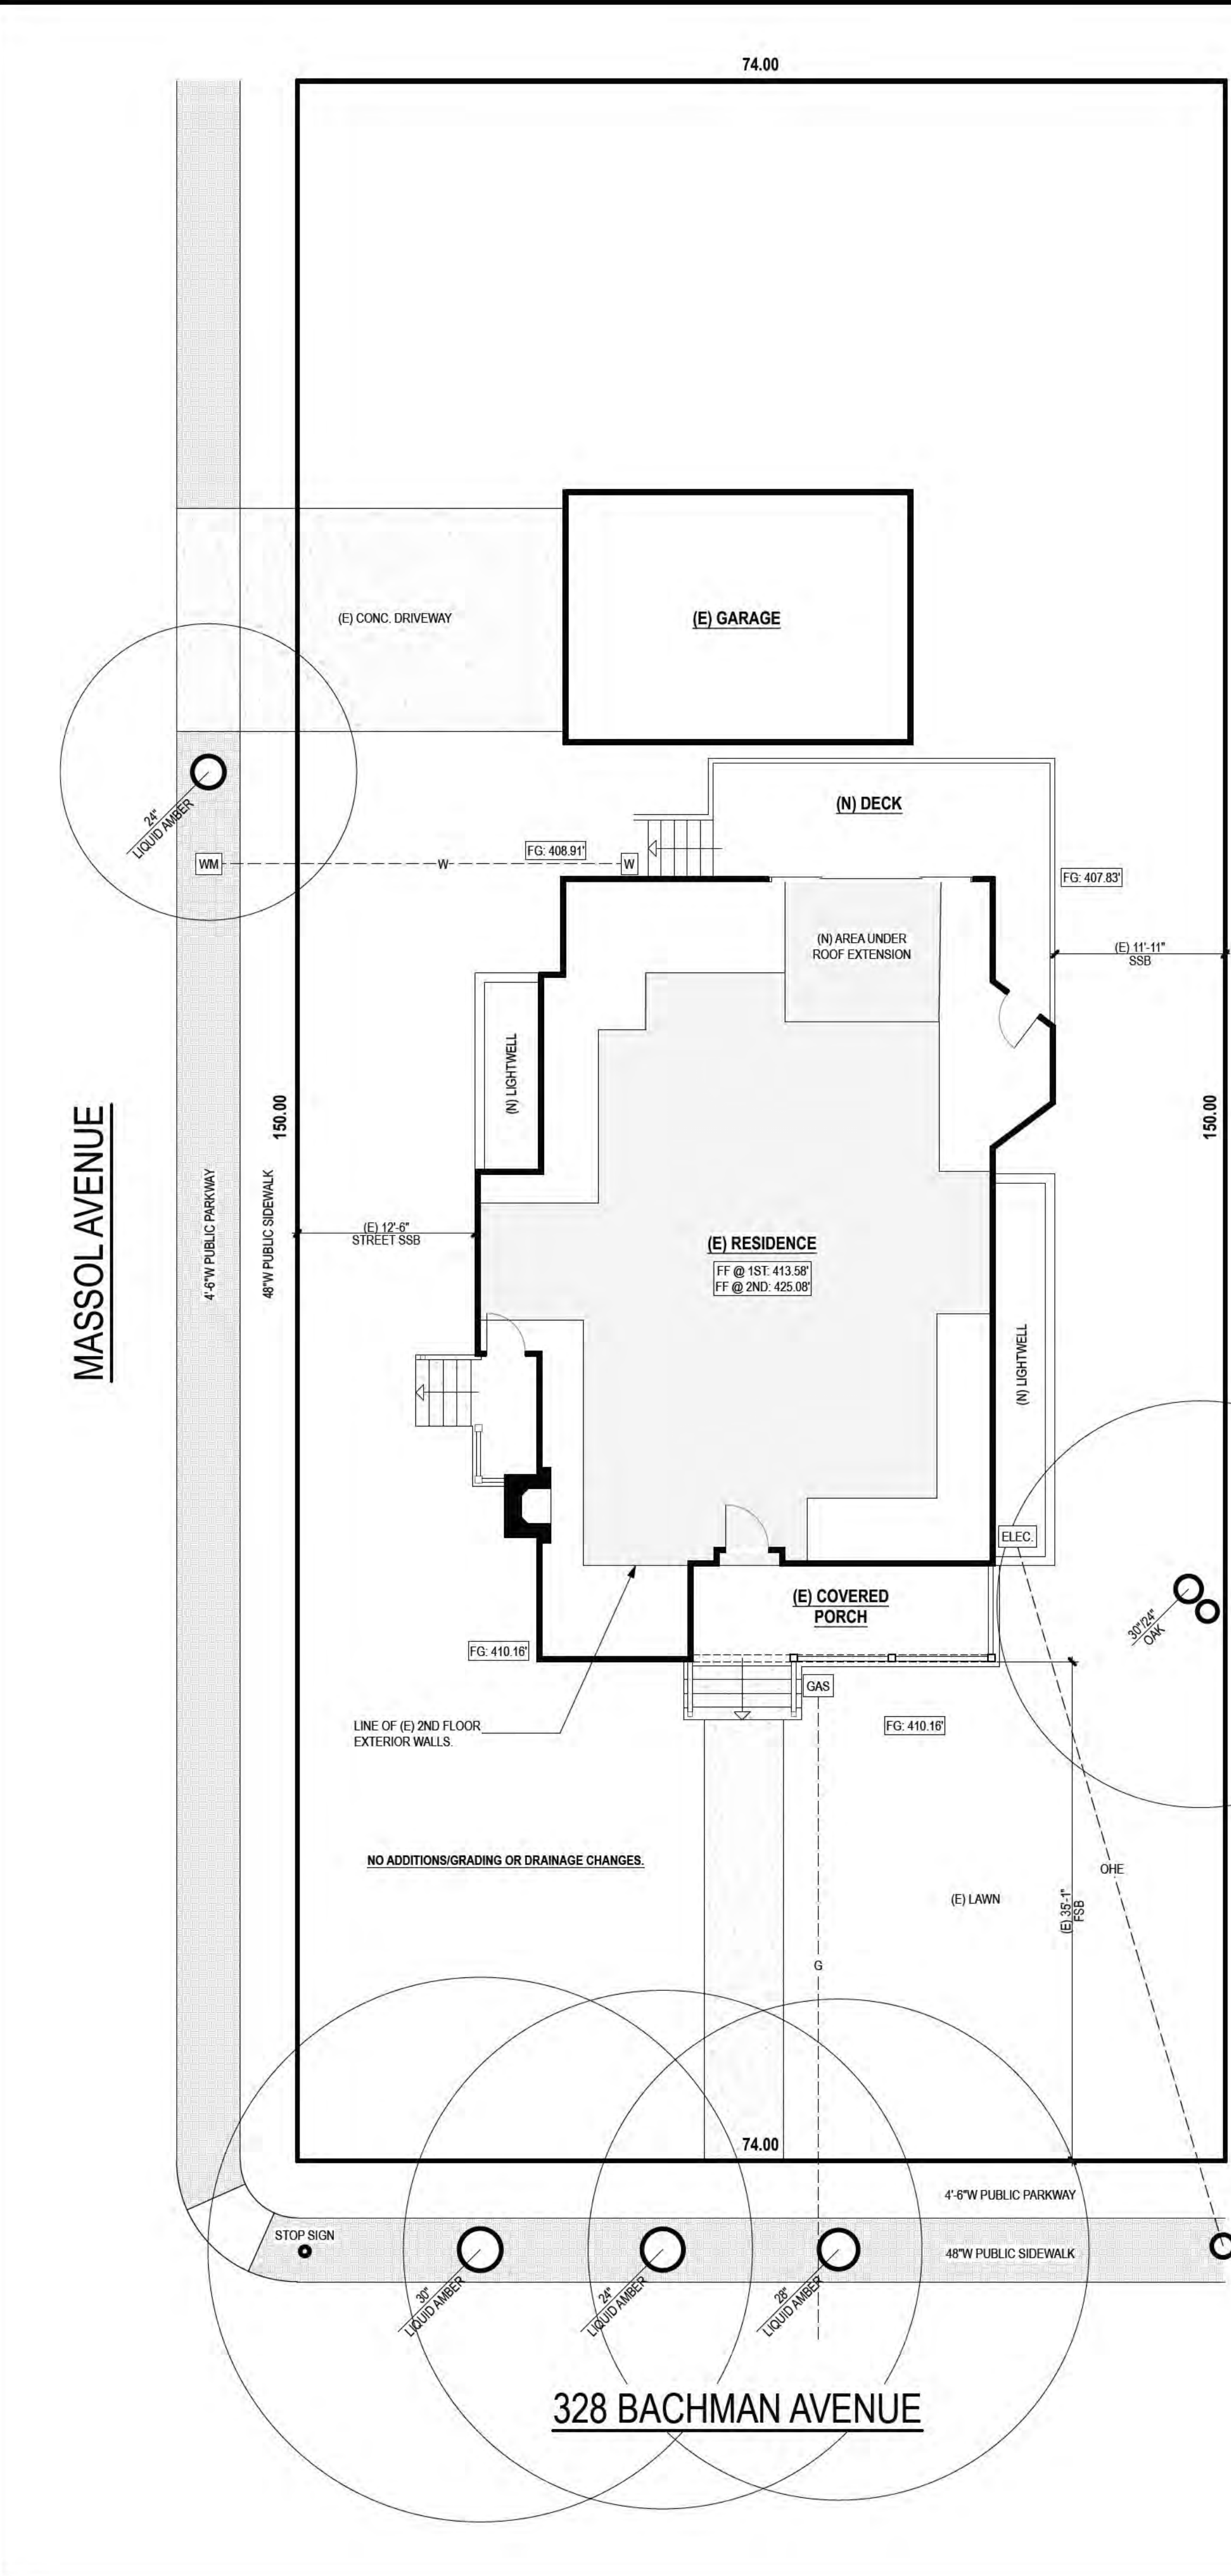 74.00
(E) CONC. DRIVEWAY
(E) GARAGE
24"
LIQUID AMBER
(N) DECK
WM
W
FG: 408.91'
W
FG: 407.83'
(N) AREA UNDER
ROOF EXTENSION
(E) 11'-11"
SSB
(N) LIGHTWELL
MASSOL AVENUE
4'-6"W PUBLIC PARKWAY
48"W PUBLIC SIDEWALK
150.00
150.00
(E) 12'-6"
STREET SSB
(E) RESIDENCE
FF @ 1ST: 413.58'
FF @ 2ND: 425.08'
(N) LIGHTWELL
ELEC.
(E) COVERED
PORCH
30"/24"
OAK
FG: 410.16'
GAS
LINE OF (E) 2ND FLOOR
EXTERIOR WALLS.
FG: 410.16'
NO ADDITIONS/GRADING OR DRAINAGE CHANGES.
OHE
(E) LAWN
(E) 35'-1"
FSB
G
74.00
4'-6"W PUBLIC PARKWAY
STOP SIGN
48"W PUBLIC SIDEWALK
30"
LIQUID AMBER
24"
LIQUID AMBER
28"
LIQUID AMBER
328 BACHMAN AVENUE